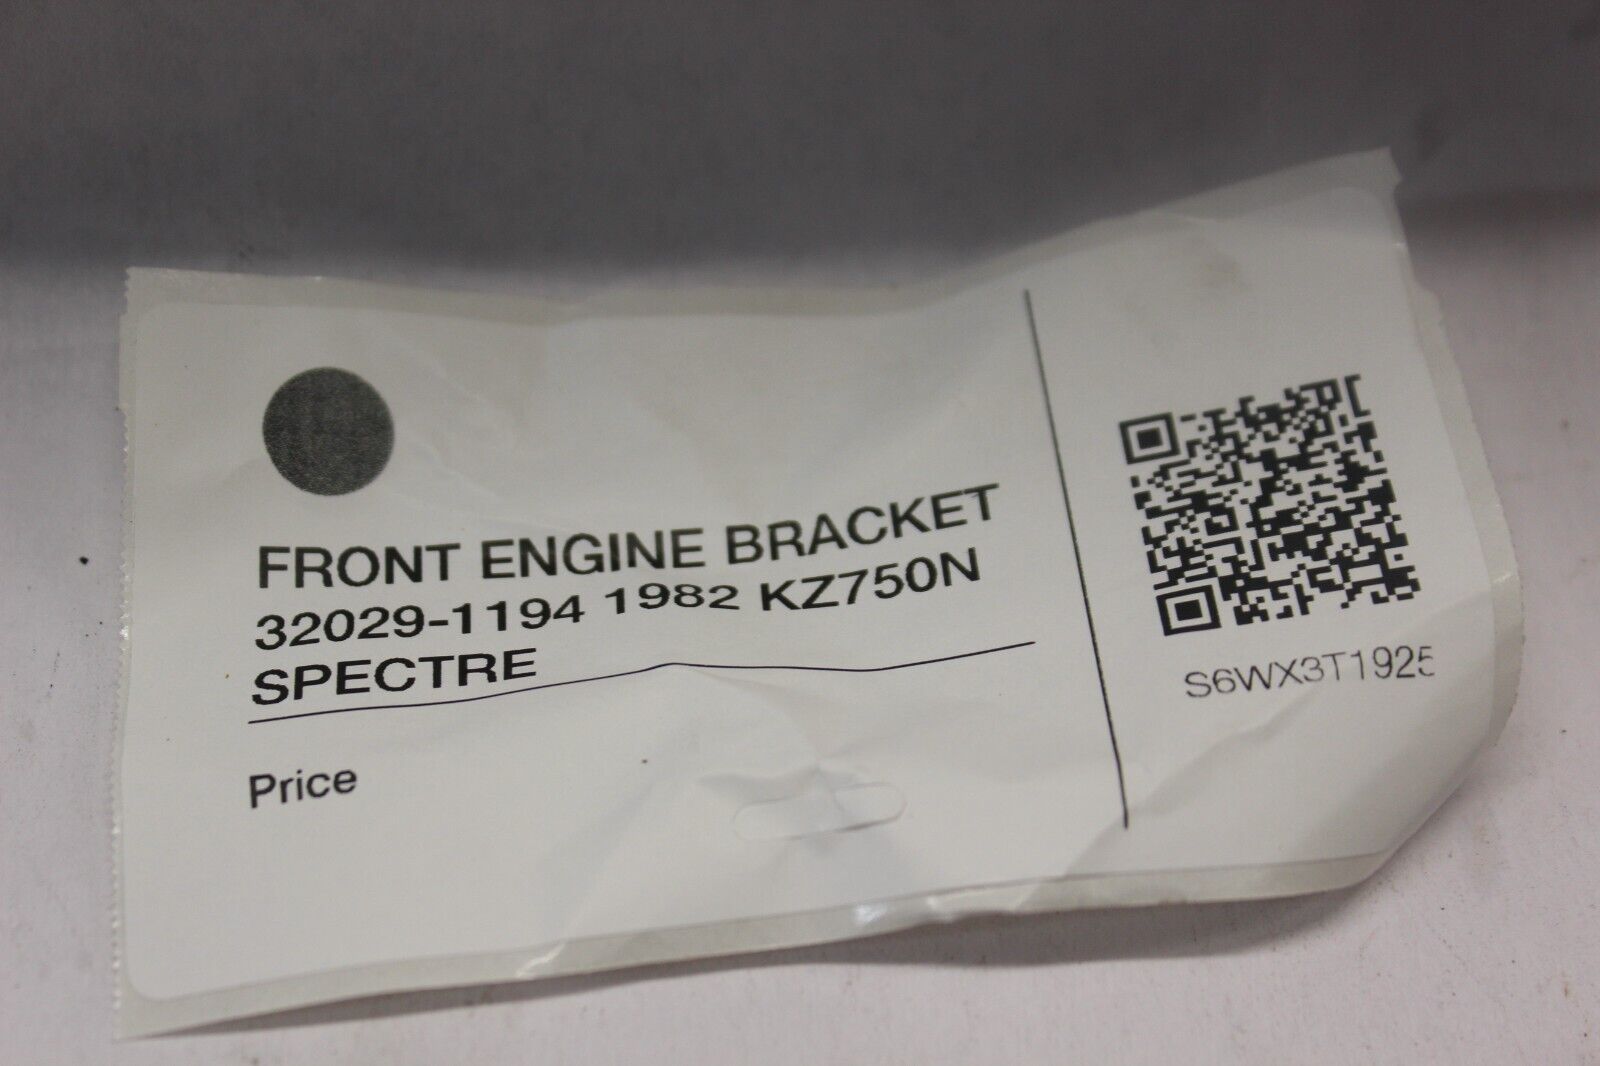 FRONT ENGINE BRACKET
32029-1194 1982 KZ750N
SPECTRE
Price
S6WX3T1925